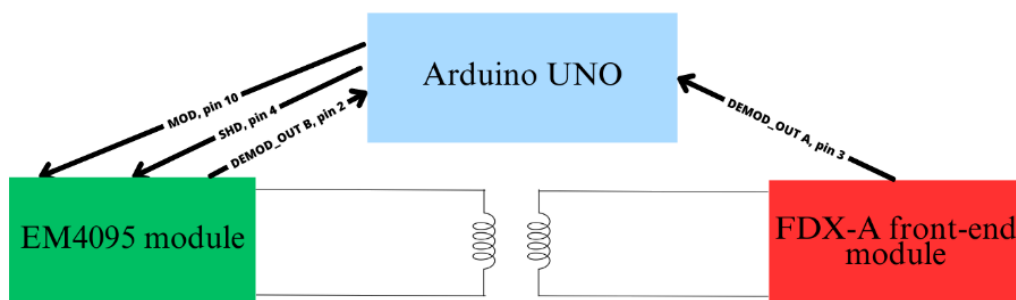 Arduino UNO
MOD, pin 10
SHD, pin 4
DEMOD_OUT B, pin 2
DEMOD_OUT A, pin 3
EM4095 module
FDX-A front-end
module